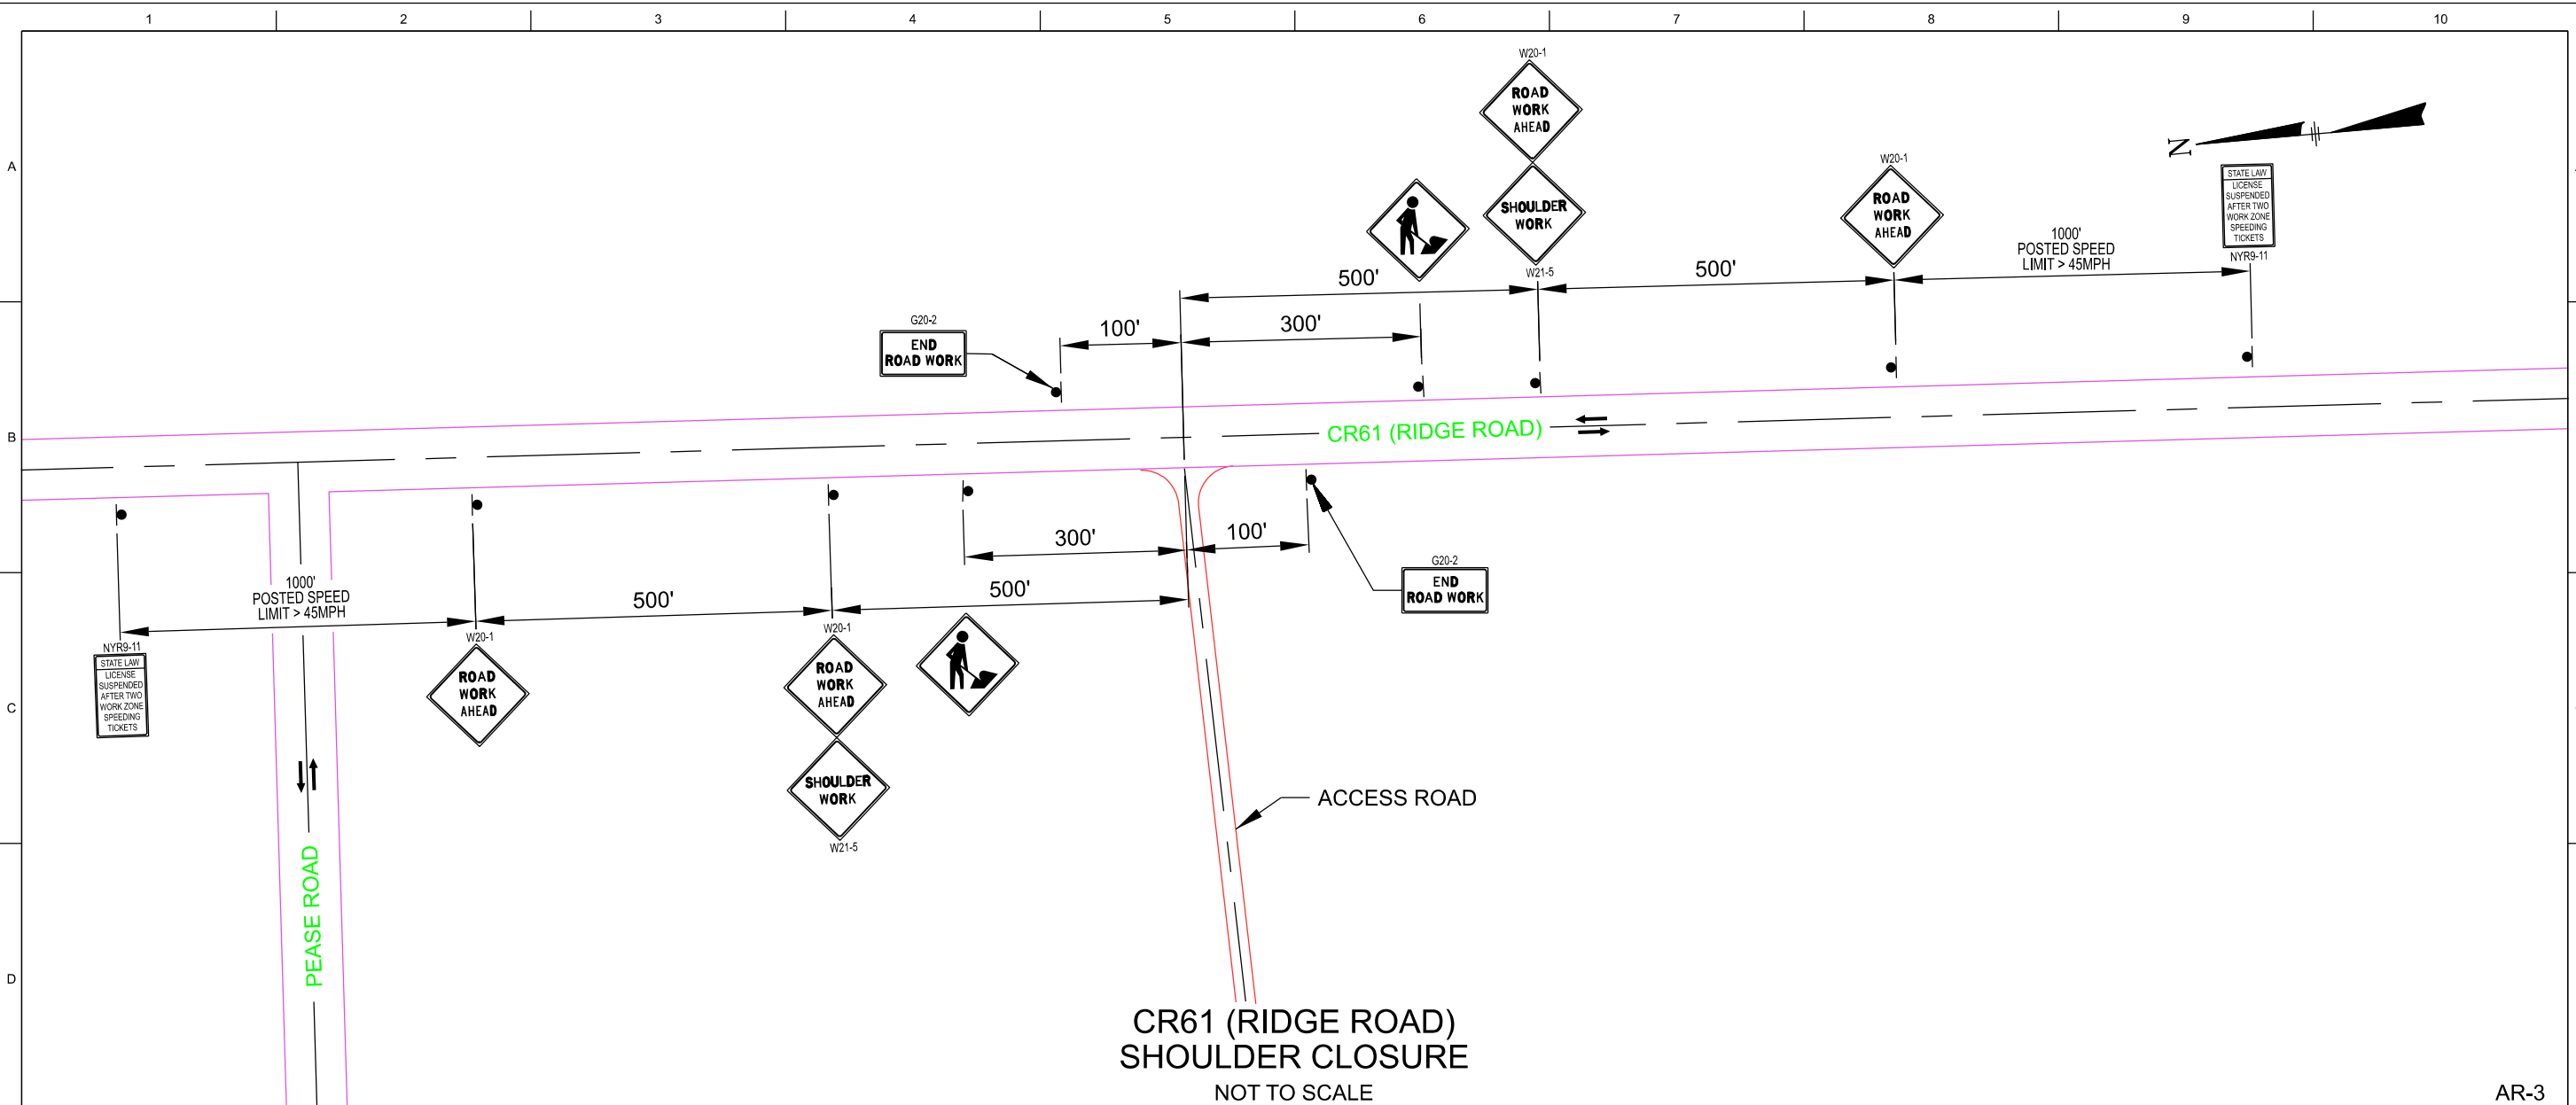 1 2 3 4 5 6 7 8 9 10
A
B
C
D
W20-1
ROAD
WORK
AHEAD
SHOULDER
WORK
W21-5
W20-1
ROAD
WORK
AHEAD
N
STATE LAW
LICENSE
SUSPENDED
AFTER TWO
WORK ZONE
SPEEDING
TICKETS
NYR9-11
1000'
POSTED SPEED
LIMIT > 45MPH
500'
500'
300'
100'
G20-2
END
ROAD WORK
CR61 (RIDGE ROAD)
300'
100'
G20-2
END
ROAD WORK
1000'
POSTED SPEED
LIMIT > 45MPH
500'
500'
NYR9-11
STATE LAW
LICENSE
SUSPENDED
AFTER TWO
WORK ZONE
SPEEDING
TICKETS
W20-1
ROAD
WORK
AHEAD
W20-1
ROAD
WORK
AHEAD
SHOULDER
WORK
W21-5
ACCESS ROAD
PEASE ROAD
CR61 (RIDGE ROAD)
SHOULDER CLOSURE
NOT TO SCALE
AR-3